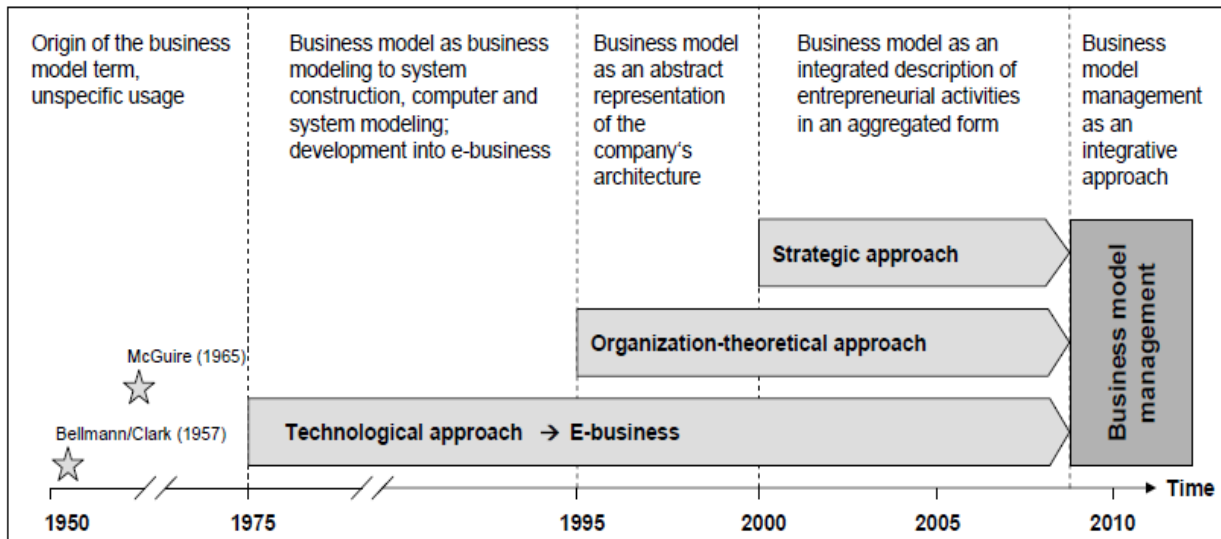 Origin of the business
model term,
unspecific usage
Business model as business
modeling to system
construction, computer and
system modeling;
development into e-business
Business model
as an abstract
representation
of the
company's
architecture
Business model as an
integrated description of
entrepreneurial activities
in an aggregated form
Business
model
management
as an
integrative
approach
Strategic approach
Organization-theoretical approach
McGuire (1965)
Bellmann/Clark (1957)
Technological approach → E-business
Business model
management
Time
1950
1975
1995
2000
2005
2010